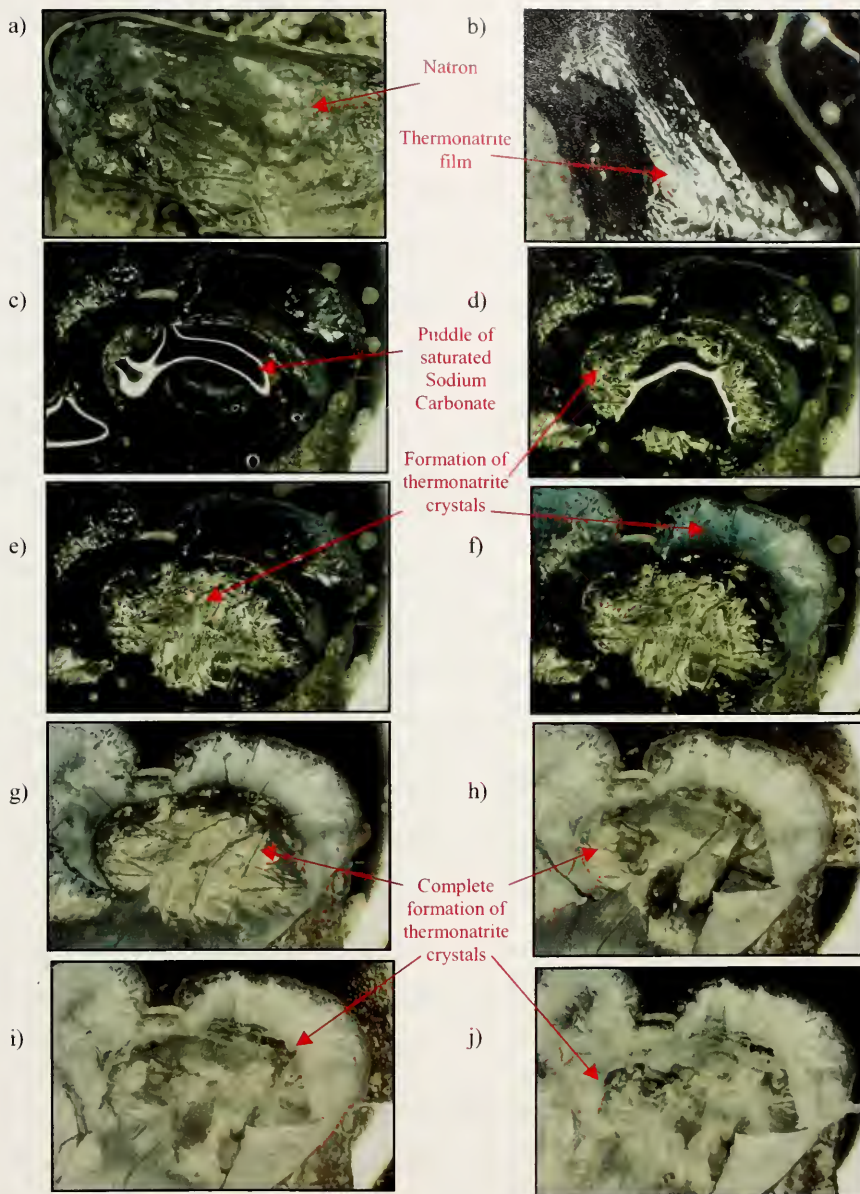 a)
b)
Natron
Thermonatrite
film
c)
d)
Puddle of
saturated
Sodium
Carbonate
Formation of
thermonatrite
crystals
e)
f)
g)
h)
Complete
formation of
thermonatrite
crystals
i)
j)